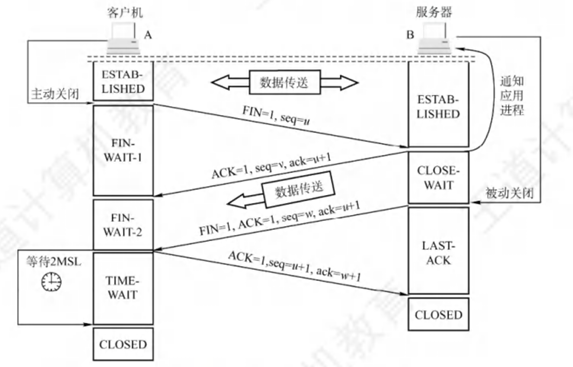 客户机
服务器
A
B
ESTAB-
LISHED
数据传送
通知
应用
进程
主动关闭
FIN=1, seq=u
ESTAB-
LISHED
FIN-
WAIT-1
ACK=1, seq=v, ack=u+1
CLOSE-
WAIT
数据传送
被动关闭
FIN-
WAIT-2
FIN=1, ACK=1, seq=w, ack=u+1
等待2MSL
LAST-
ACK
ACK=1,seq=u+1, ack=w+1
TIME-
WAIT
CLOSED
CLOSED